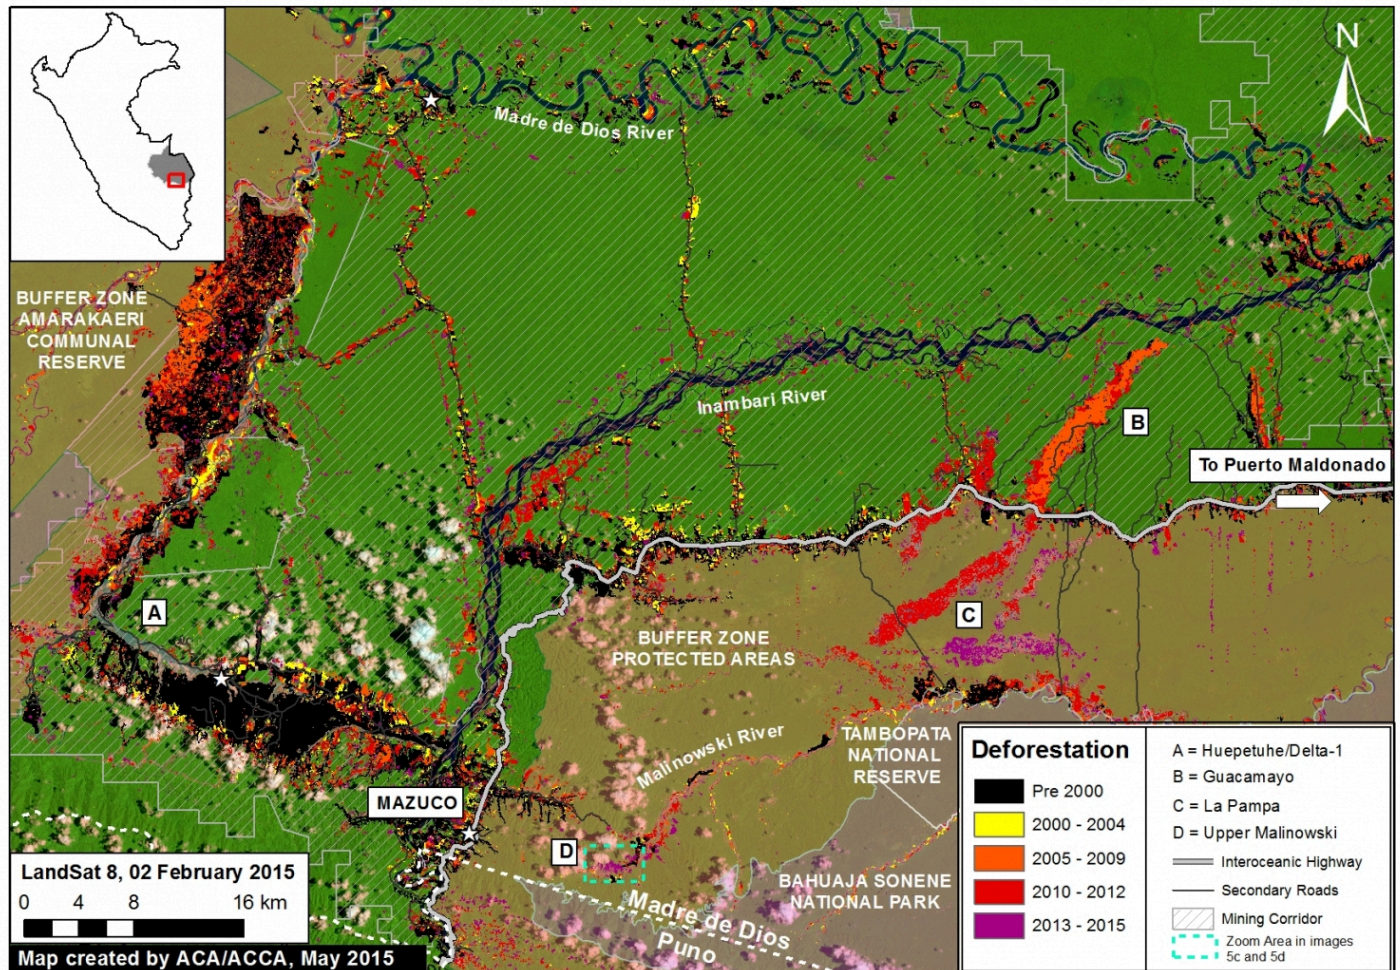 N
Madre de Dios River
BUFFER ZONE
AMARAKAERI
COMMUNAL
RESERVE
Inambari River
B
To Puerto Maldonado
A
C
BUFFER ZONE
PROTECTED AREAS
Malinowski River
TAMBOPATA
NATIONAL
RESERVE
MAZUCO
D
BAHUAJA SONENE
NATIONAL PARK
Madre de Dios
Puno
LandSat 8, 02 February 2015
0 4 8 16 km
Map created by ACA/ACCA, May 2015
Deforestation
Pre 2000
2000 - 2004
2005 - 2009
2010 - 2012
2013 - 2015
A = Huepetuhe/Delta-1
B = Guacamayo
C = La Pampa
D = Upper Malinowski
Interoceanic Highway
Secondary Roads
Mining Corridor
Zoom Area in images
5c and 5d